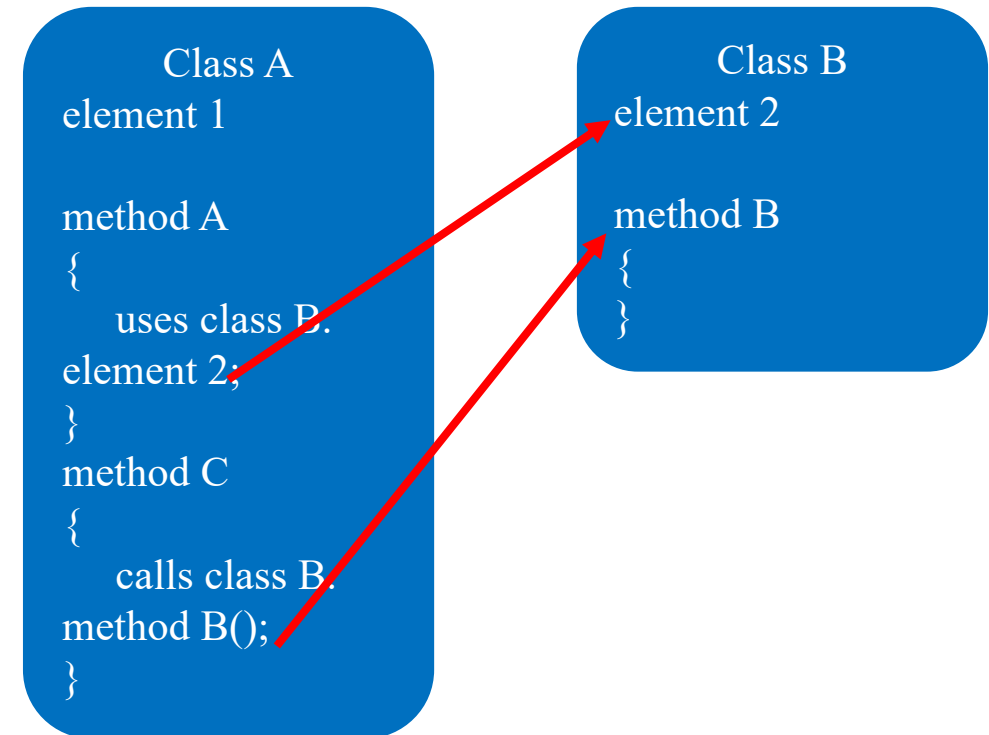 Class A
element 1
method A
{
uses class B.
element 2;
}
method C
{
calls class B.
method B();
}
Class B
element 2
method B
{
}